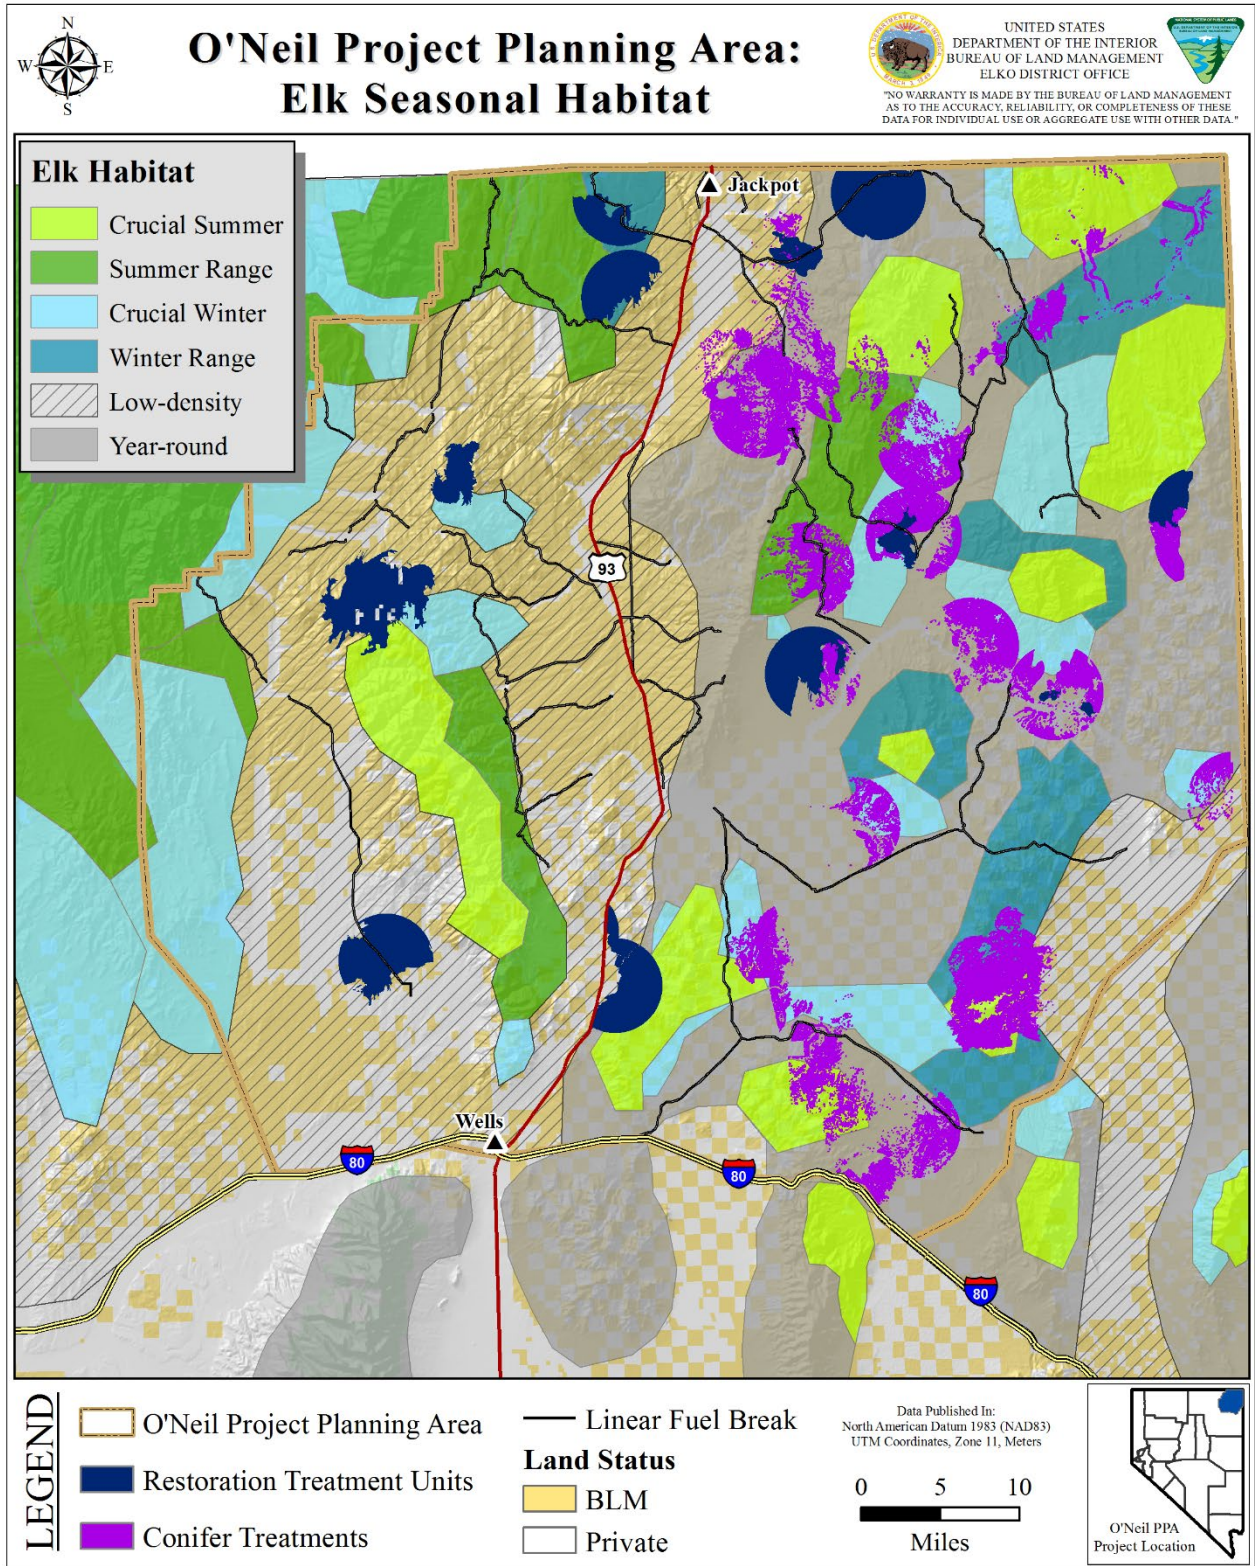 N
W
E
S
O'Neil Project Planning Area:
Elk Seasonal Habitat
UNITED STATES
DEPARTMENT OF THE INTERIOR
BUREAU OF LAND MANAGEMENT
ELKO DISTRICT OFFICE
"NO WARRANTY IS MADE BY THE BUREAU OF LAND MANAGEMENT
AS TO THE ACCURACY, RELIABILITY, OR COMPLETENESS OF THESE
DATA FOR INDIVIDUAL USE OR AGGREGATE USE WITH OTHER DATA."
Elk Habitat
Crucial Summer
Summer Range
Crucial Winter
Winter Range
Low-density
Year-round
Jackpot
93
Wells
80
80
80
LEGEND
O'Neil Project Planning Area
Restoration Treatment Units
Conifer Treatments
Linear Fuel Break
Land Status
BLM
Private
Data Published In:
North American Datum 1983 (NAD83)
UTM Coordinates, Zone 11, Meters
0 5 10
Miles
O'Neil PPA
Project Location